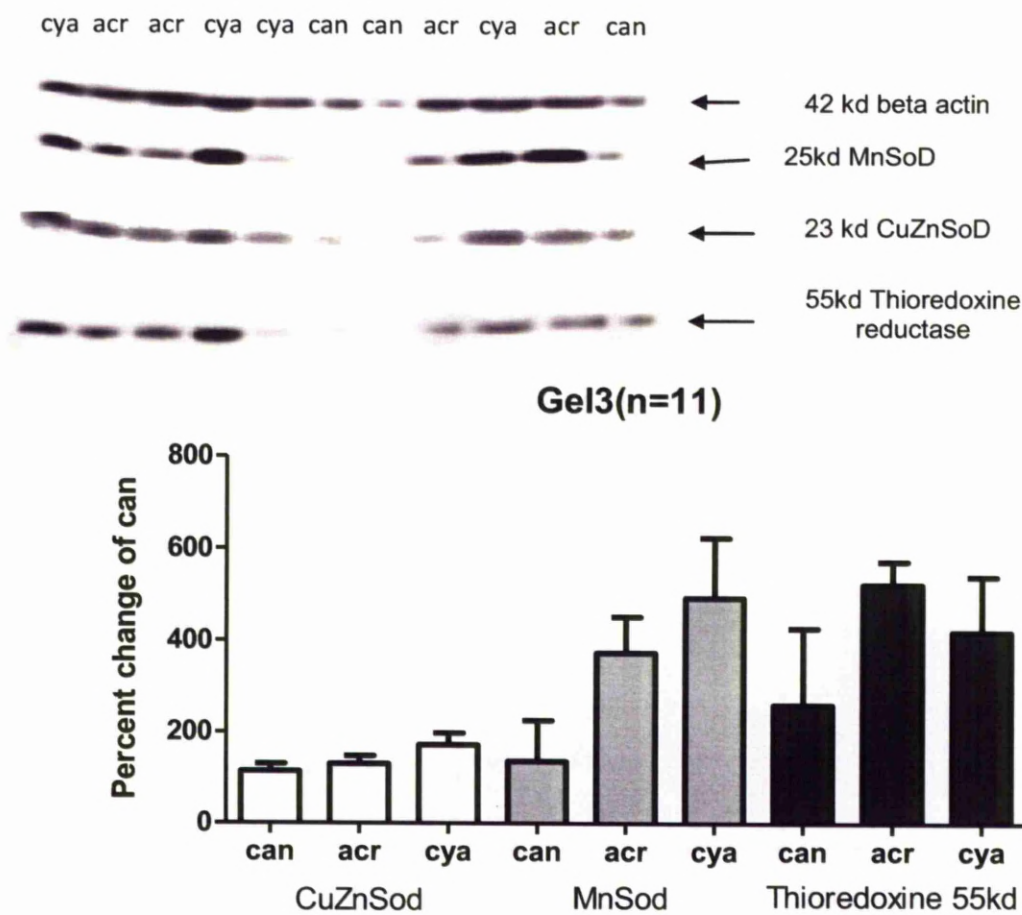 cya acr acr cya cya can can acr cya acr can
42 kd beta actin
25kd MnSoD
23 kd CuZnSoD
55kd Thioredoxine
reductase
Gel3(n=11)
Percent change of can
800
600
400
200
0
can acr cya can acr cya can acr cya
CuZnSod MnSod Thioredoxine 55kd